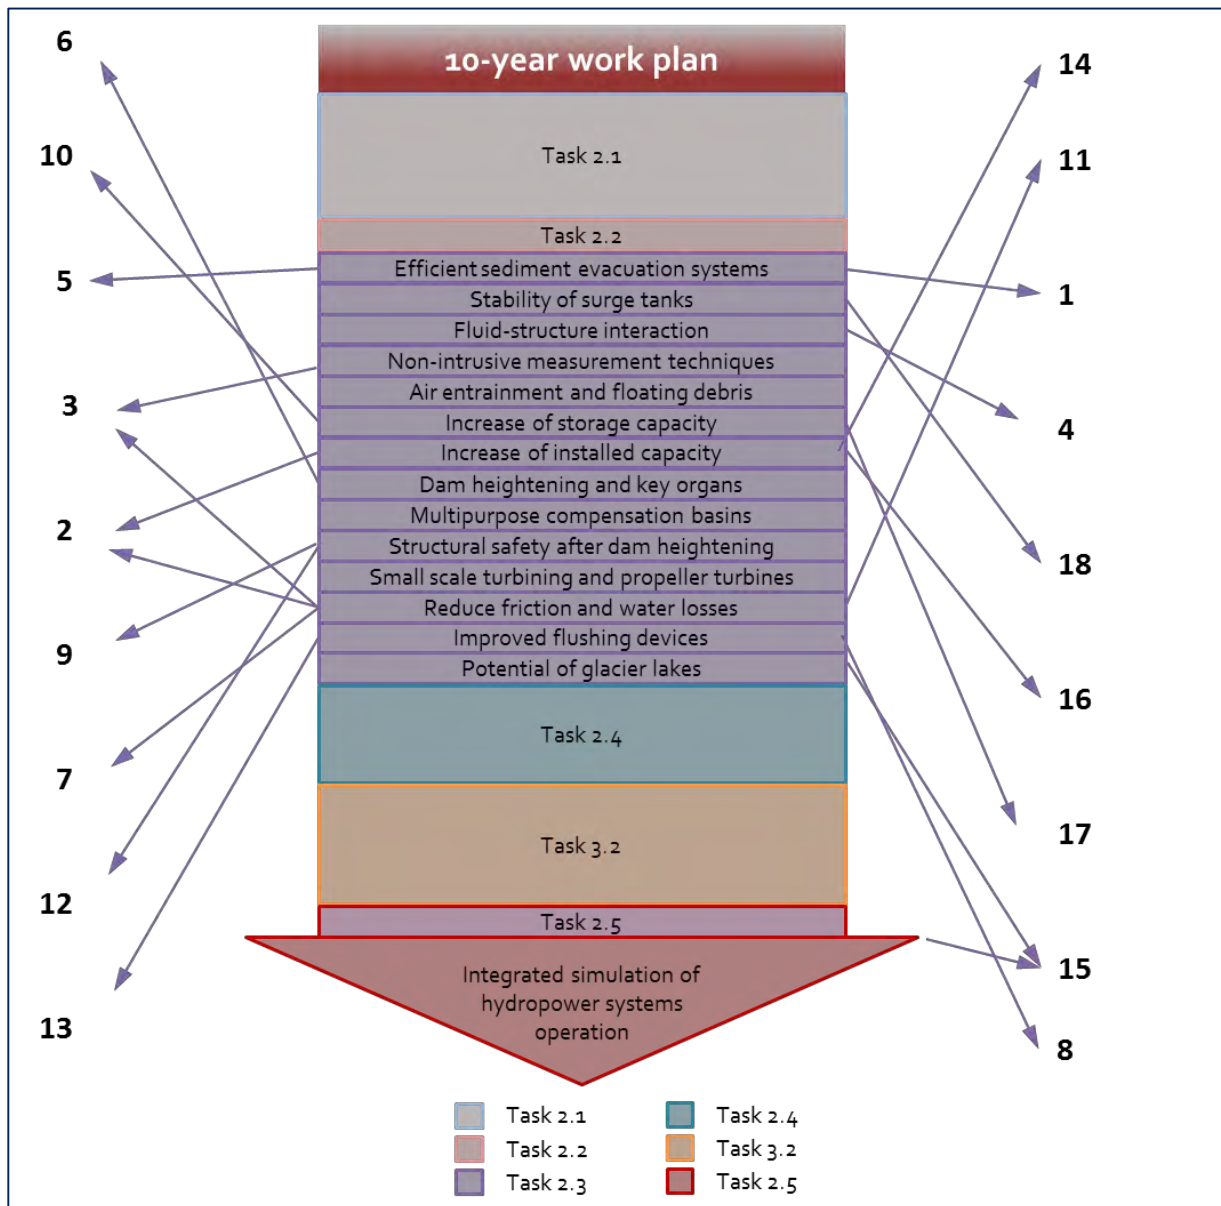 10-year work plan
Task 2.1
Task 2.2
Efficient sediment evacuation systems
Stability of surge tanks
Fluid-structure interaction
Non-intrusive measurement techniques
Air entrainment and floating debris
Increase of storage capacity
Increase of installed capacity
Dam heightening and key organs
Multipurpose compensation basins
Structural safety after dam heightening
Small scale turbining and propeller turbines
Reduce friction and water losses
Improved flushing devices
Potential of glacier lakes
Task 2.4
Task 3.2
Task 2.5
Integrated simulation of
hydropower systems
operation
6
10
5
3
2
9
7
12
13
14
11
1
4
18
16
17
15
8
Task 2.1
Task 2.2
Task 2.3
Task 2.4
Task 3.2
Task 2.5